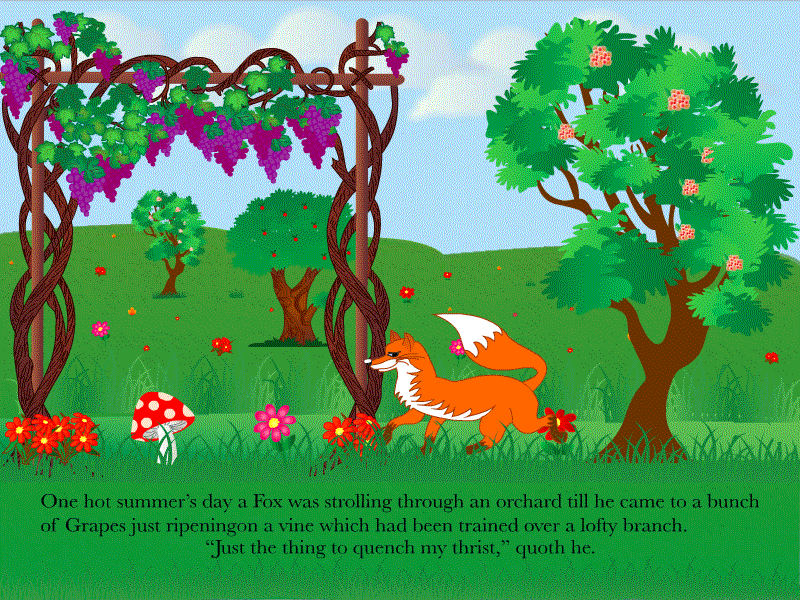 One hot summer’s day a Fox was strolling through an orchard till he came to a bunch
of Grapes just ripeningon a vine which had been trained over a lofty branch.
“Just the thing to quench my thrist,” quoth he.